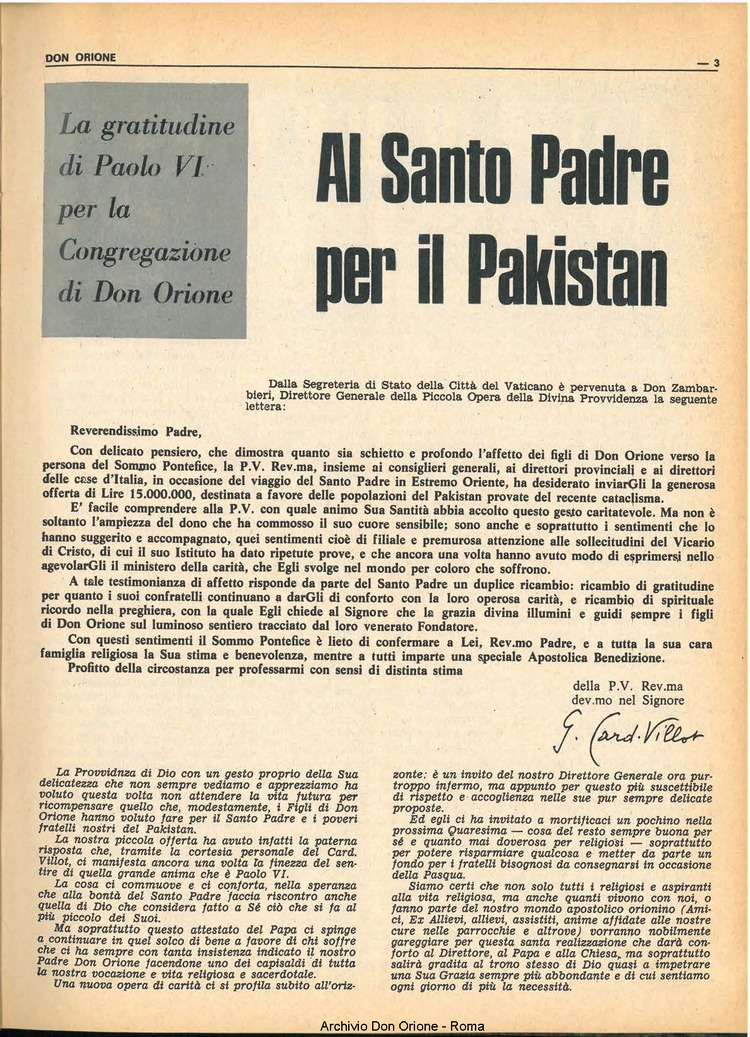 DON ORIONE
— 3
La gratitudine
di Paolo VI
per la
Congregazione
di Don Orione
Al Santo Padre
per il Pakistan
Dalla Segreteria di Stato della Città del Vaticano è pervenuta a Don Zambar-
bieri, Direttore Generale della Piccola Opera della Divina Provvidenza la seguente
lettera:
Reverendissimo Padre,
Con delicato pensiero, che dimostra quanto sia schietto e profondo l'affetto dei figli di Don Orione verso la
persona del Sommo Pontefice, la P.V. Rev.ma, insieme ai consiglieri generali, ai direttori provinciali e ai direttori
delle case d'Italia, in occasione del viaggio del Santo Padre in Estremo Oriente, ha desiderato inviarGli la generosa
offerta di Lire 15.000.000, destinata a favore delle popolazioni del Pakistan provate del recente cataclisma.
E' facile comprendere alla P.V. con quale animo Sua Santità abbia accolto questo gesto caritatevole. Ma non è
soltanto l'ampiezza del dono che ha commosso il suo cuore sensibile; sono anche e soprattutto i sentimenti che lo
hanno suggerito e accompagnato, quei sentimenti cioè di filiale e premurosa attenzione alle sollecitudini del Vicario
di Cristo, di cui il suo Istituto ha dato ripetute prove, e che ancora una volta hanno avuto modo di esprimersi nello
agevolarGli il ministero della carità, che Egli svolge nel mondo per coloro che soffrono.
A tale testimonianza di affetto risponde da parte del Santo Padre un duplice ricambio: ricambio di gratitudine
per quanto i suoi confratelli continuano a darGli di conforto con la loro operosa carità, e ricambio di spirituale
ricordo nella preghiera, con la quale Egli chiede al Signore che la grazia divina illumini e guidi sempre i figli
di Don Orione sul luminoso sentiero tracciato dal loro venerato Fondatore.
Con questi sentimenti il Sommo Pontefice è lieto di confermare a Lei, Rev.mo Padre, e a tutta la sua cara
famiglia religiosa la Sua stima e benevolenza, mentre a tutti imparte una speciale Apostolica Benedizione.
Profitto della circostanza per professarmi con sensi di distinta stima
della P.V. Rev.ma
dev.mo nel Signore
G. Card. Villot
La Provvidnza di Dio con un gesto proprio della Sua
delicatezza che non sempre vediamo e apprezziamo ha
voluto questa volta non attendere la vita futura per
ricompensare quello che, modestamente, i Figli di Don
Orione hanno voluto fare per il Santo Padre e i poveri
fratelli nostri del Pakistan.
La nostra piccola offerta ha avuto infatti la paterna
risposta che, tramite la cortesia personale del Card.
Villot, ci manifesta ancora una volta la finezza del sen-
tire di quella grande anima che è Paolo VI.
La cosa ci commuove e ci conforta, nella speranza
che alla bontà del Santo Padre faccia riscontro anche
quella di Dio che considera fatto a Sé ciò che si fa al
più piccolo dei Suoi.
Ma soprattutto questo attestato del Papa ci spinge
a continuare in quel solco di bene a favore di chi soffre
che ci ha sempre con tanta insistenza indicato il nostro
Padre Don Orione facendone uno dei capisaldi di tutta
la nostra vocazione e vita religiosa e sacerdotale.
Una nuova opera di carità ci si profila subito all'oriz-
zonte: è un invito del nostro Direttore Generale ora pur-
troppo infermo, ma appunto per questo più suscettibile
di rispetto e accoglienza nelle sue pur sempre delicate
proposte.
Ed egli ci ha invitato a mortificaci un pochino nella
prossima Quaresima — cosa del resto sempre buona per
sé e quanto mai doverosa per religiosi — soprattutto
per potere risparmiare qualcosa e metter da parte un
fondo per i fratelli bisognosi da consegnarsi in occasione
della Pasqua.
Siamo certi che non solo tutti i religiosi e aspiranti
alla vita religiosa, ma anche quanti vivono con noi, o
fanno parte del nostro mondo apostolico orionino (Ami-
ci, Ex Allievi, allievi, assistiti, anime affidate alle nostre
cure nelle parrocchie e altrove) vorranno nobilmente
gareggiare per questa santa realizzazione che darà con-
forto al Direttore, al Papa e alla Chiesa, ma soprattutto
salirà gradita al trono stesso di Dio quasi a impetrare
una Sua Grazia sempre più abbondante e di cui sentiamo
ogni giorno di più la necessità.
Archivio Don Orione - Roma